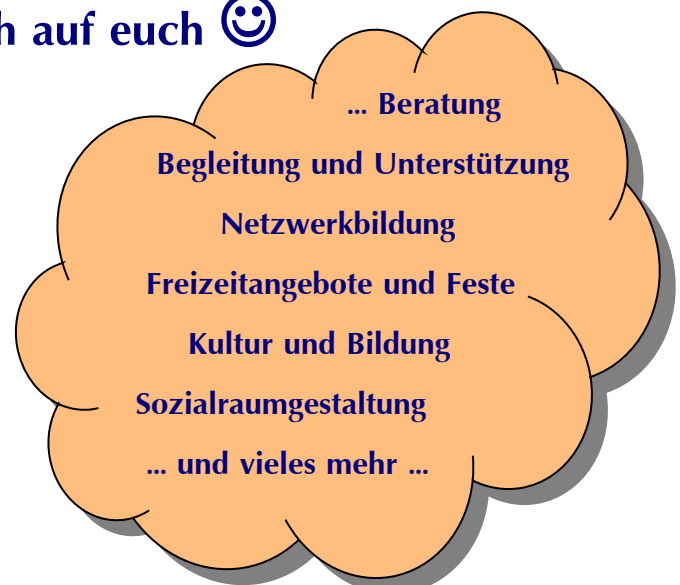 h auf euch ☺
... Beratung
Begleitung und Unterstützung
Netzwerkbildung
Freizeitangebote und Feste
Kultur und Bildung
Sozialraumgestaltung
... und vieles mehr ...